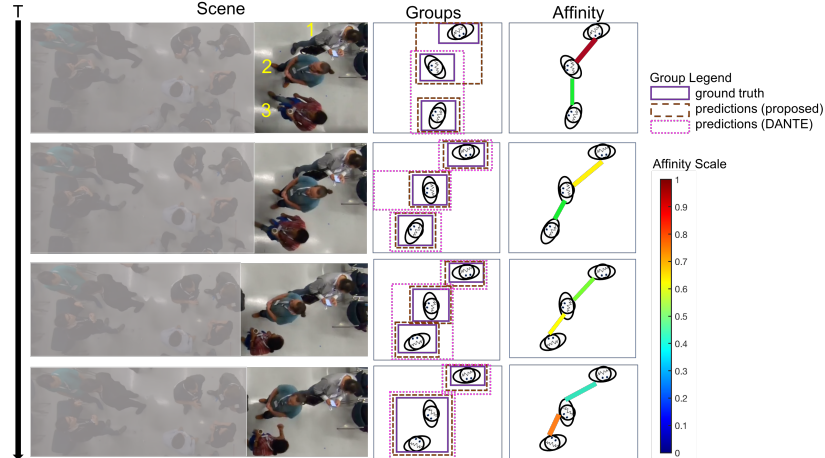 T
Scene
Groups
Affinity
1
2
3
Group Legend
ground truth
predictions (proposed)
predictions (DANTE)
Affinity Scale
1
0.9
0.8
0.7
0.6
0.5
0.4
0.3
0.2
0.1
0